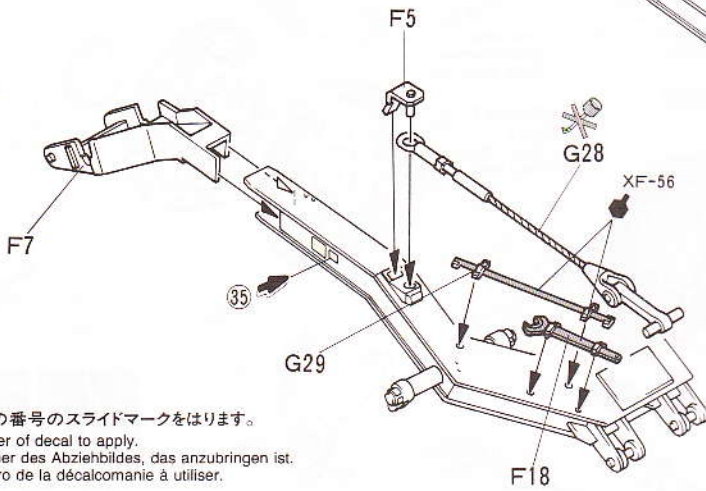 F5
G28
XF-56
F7
35
G29
の番号のスライドマークをはります。
er of decal to apply.
er des Abziehbildes, das anzubringen ist.
ro de la décalcomanie à utiliser.
F18